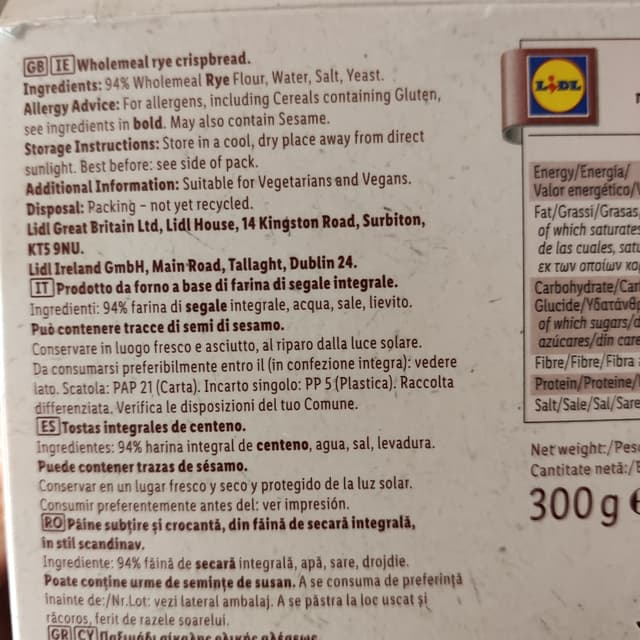 GB IE Wholemeal rye crispbread.
Ingredients: 94% Wholemeal Rye Flour, Water, Salt, Yeast.
Allergy Advice: For allergens, including Cereals containing Gluten,
see ingredients in bold. May also contain Sesame.
Storage Instructions: Store in a cool, dry place away from direct
sunlight. Best before: see side of pack.
Additional Information: Suitable for Vegetarians and Vegans.
Disposal: Packing – not yet recycled.
Lidl Great Britain Ltd, Lidl House, 14 Kingston Road, Surbiton,
KT5 9NU.
Lidl Ireland GmbH, Main Road, Tallaght, Dublin 24.
IT Prodotto da forno a base di farina di segale integrale.
Ingredienti: 94% farina di segale integrale, acqua, sale, lievito.
Può contenere tracce di semi di sesamo.
Conservare in luogo fresco e asciutto, al riparo dalla luce solare.
Da consumarsi preferibilmente entro il (in confezione integra): vedere
lato. Scatola: PAP 21 (Carta). Incarto singolo: PP 5 (Plastica). Raccolta
differenziata. Verifica le disposizioni del tuo Comune.
ES Tostas integrales de centeno.
Ingredientes: 94% harina integral de centeno, agua, sal, levadura.
Puede contener trazas de sésamo.
Conservar en un lugar fresco y seco y protegido de la luz solar.
Consumir preferentemente antes del: ver impresión.
RO Pâine subțire și crocantă, din făină de secară integrală,
în stil scandinav.
Ingrediente: 94% făină de secară integrală, apă, sare, drojdie.
Poate conține urme de semințe de susan. A se consuma de preferință
înainte de:/Nr.Lot: vezi lateral ambalaj. A se păstra la loc uscat și
răcoros, ferit de razele soarelui.
GR CY Παξιμάδι σίκαλης ολικής αλέσεως
LIDL
Energy/Energía/
Valor energético/
Fat/Grassi/Grasas
of which saturates
de las cuales, satu
εκ των οποίων κο
Carbohydrate/Car
Glucide/Υδατάνθρ
of which sugars/d
azúcares/din care
Fibre/Fibre/Fibra
Protein/Proteine/
Salt/Sale/Sal/Sare
Net weight:/Peso
Cantitate netă:/
300 g e